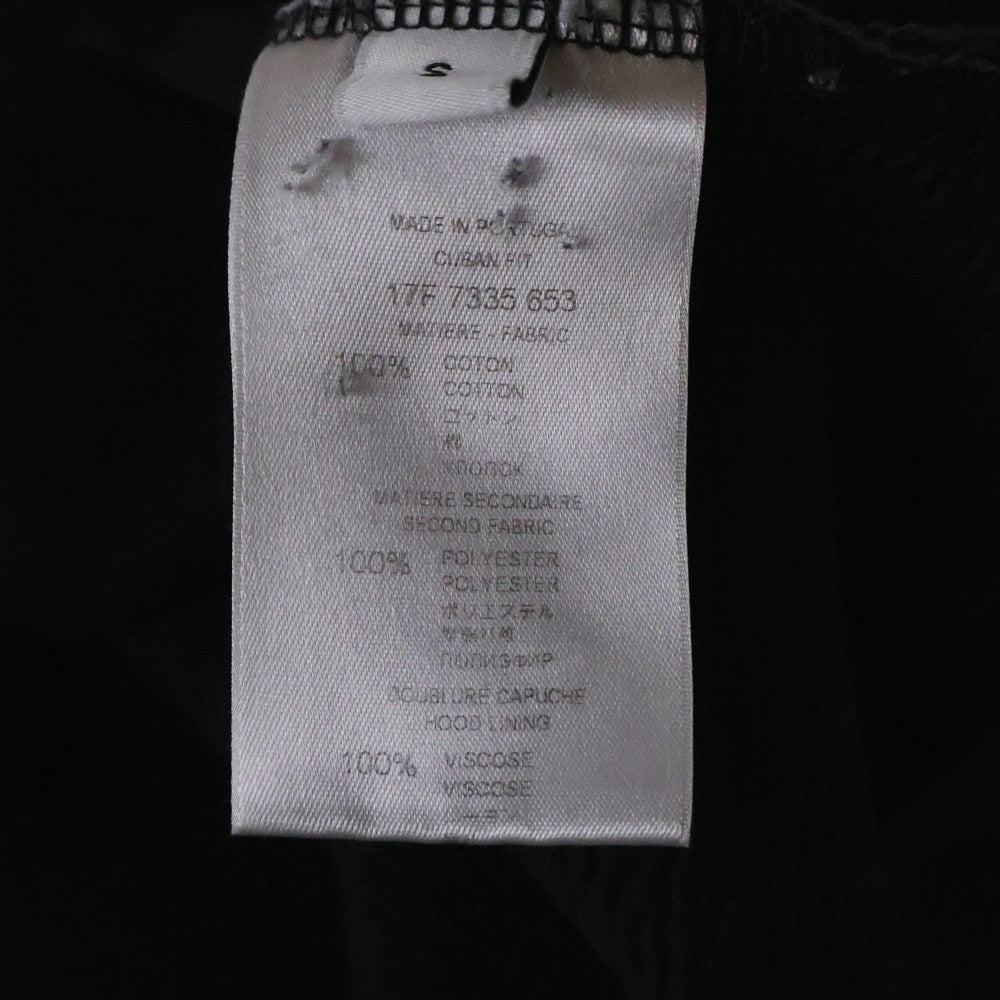 S
MADE IN PORTUGAL
CUBAN FIT
17F 7335 653
MATIERE - FABRIC
100% COTON
COTTON
コットン
棉
ХЛОПОК
MATIERE SECONDAIRE
SECOND FABRIC
100% POLYESTER
POLYESTER
ポリエステル
ПОЛИЭФИР
DOUBLURE CAPUCHE
HOOD LINING
100% VISCOSE
VISCOSE